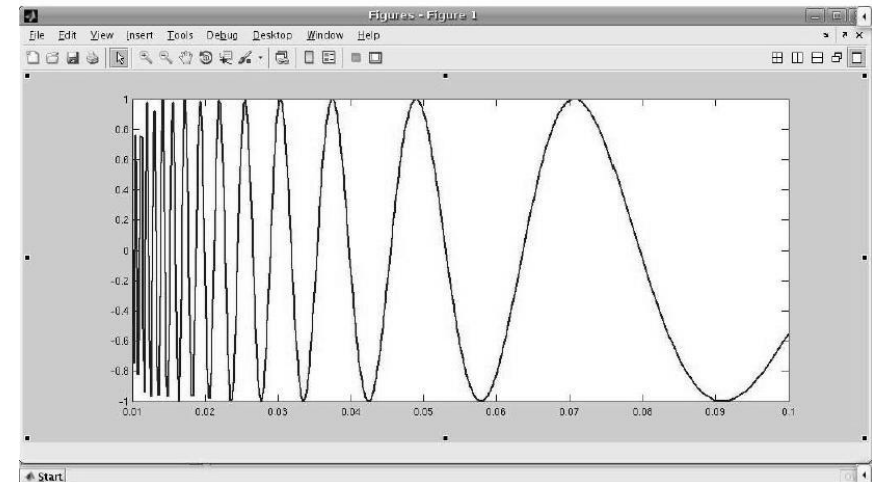 Figures - Figure 1
File Edit View Insert Tools Debug Desktop Window Help
1
0.8
0.6
0.4
0.2
0
-0.2
-0.4
-0.6
-0.8
-1
0.01 0.02 0.03 0.04 0.05 0.06 0.07 0.08 0.09 0.1
Start